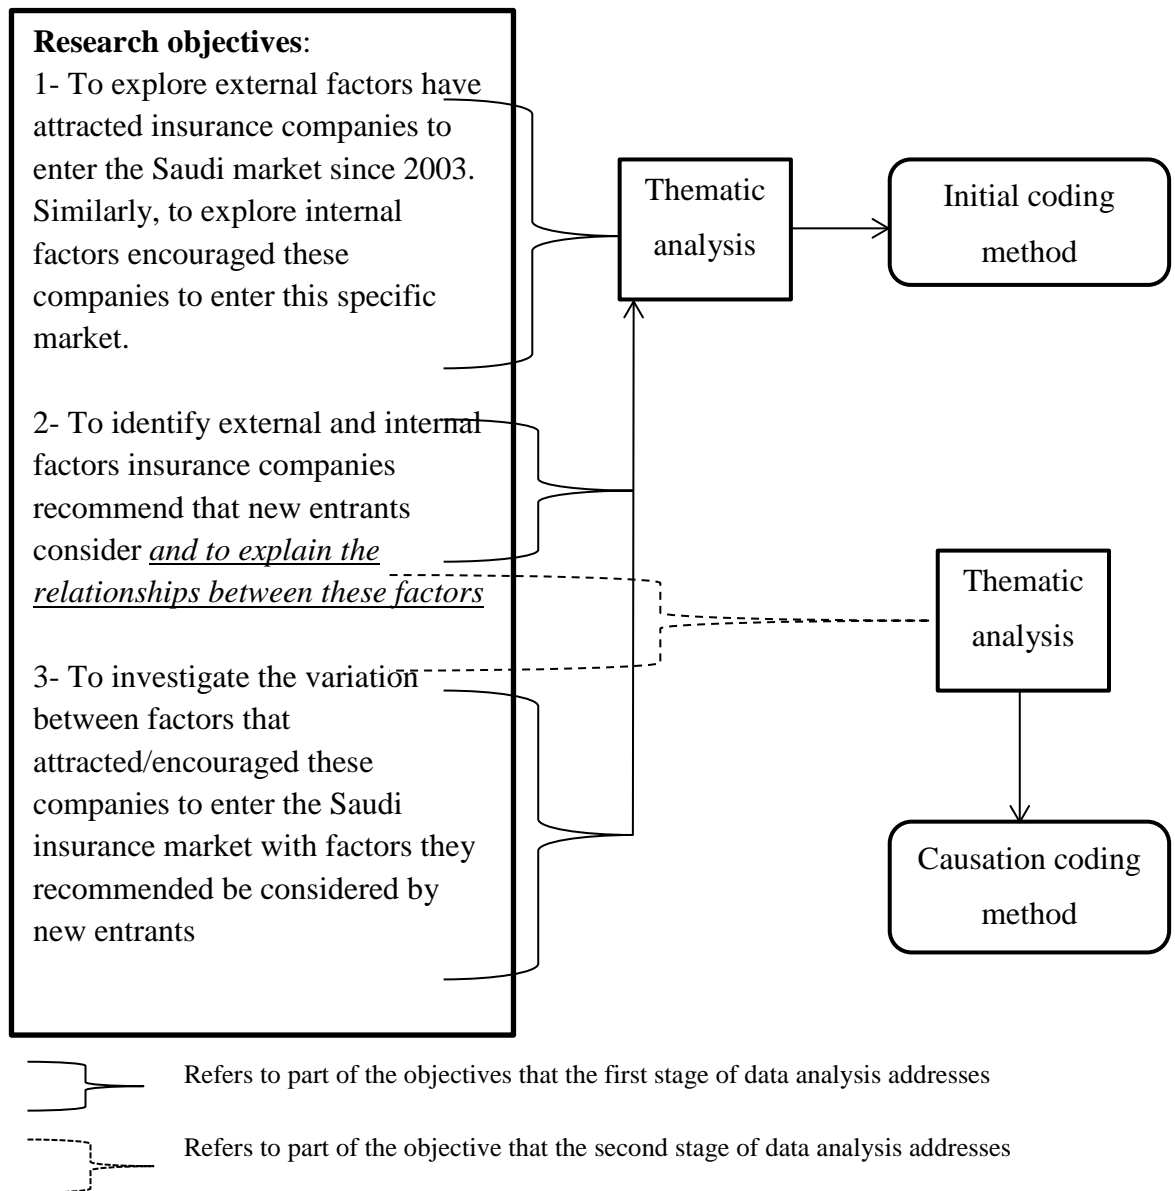 Research objectives:
1- To explore external factors have
attracted insurance companies to
enter the Saudi market since 2003.
Similarly, to explore internal
factors encouraged these
companies to enter this specific
market.
2- To identify external and internal
factors insurance companies
recommend that new entrants
consider and to explain the
relationships between these factors
3- To investigate the variation
between factors that
attracted/encouraged these
companies to enter the Saudi
insurance market with factors they
recommended be considered by
new entrants
Thematic
analysis
Initial coding
method
Thematic
analysis
Causation coding
method
Refers to part of the objectives that the first stage of data analysis addresses
Refers to part of the objective that the second stage of data analysis addresses